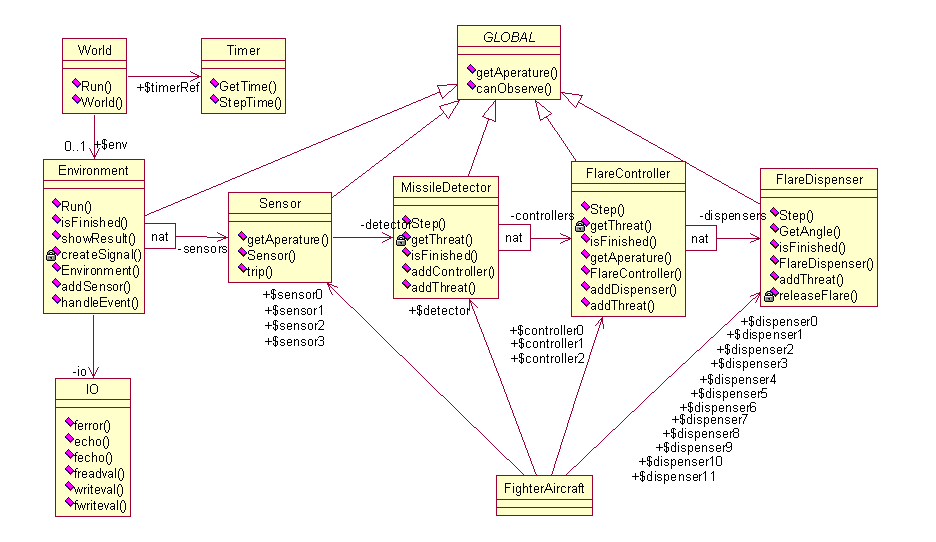 World
Run()
World()
+$timerRef
Timer
GetTime()
StepTime()
GLOBAL
getAperature()
canObserve()
0..1
+$env
Environment
Run()
isFinished()
showResult()
createSignal()
Environment()
addSensor()
handleEvent()
nat
-sensors
Sensor
getAperature()
Sensor()
trip()
-detector
MissileDetector
Step()
getThreat()
isFinished()
addController()
addThreat()
-controllers
nat
FlareController
Step()
getThreat()
isFinished()
getAperature()
FlareController()
addDispenser()
addThreat()
-dispensers
nat
FlareDispenser
Step()
GetAngle()
isFinished()
FlareDispenser()
addThreat()
releaseFlare()
+$sensor0
+$sensor1
+$sensor2
+$sensor3
+$detector
+$controller0
+$controller1
+$controller2
+$dispenser0
+$dispenser1
+$dispenser2
+$dispenser3
+$dispenser4
+$dispenser5
+$dispenser6
+$dispenser7
+$dispenser8
+$dispenser9
+$dispenser10
+$dispenser11
-io
IO
ferror()
echo()
fecho()
freadval()
writeval()
fwriteval()
FighterAircraft